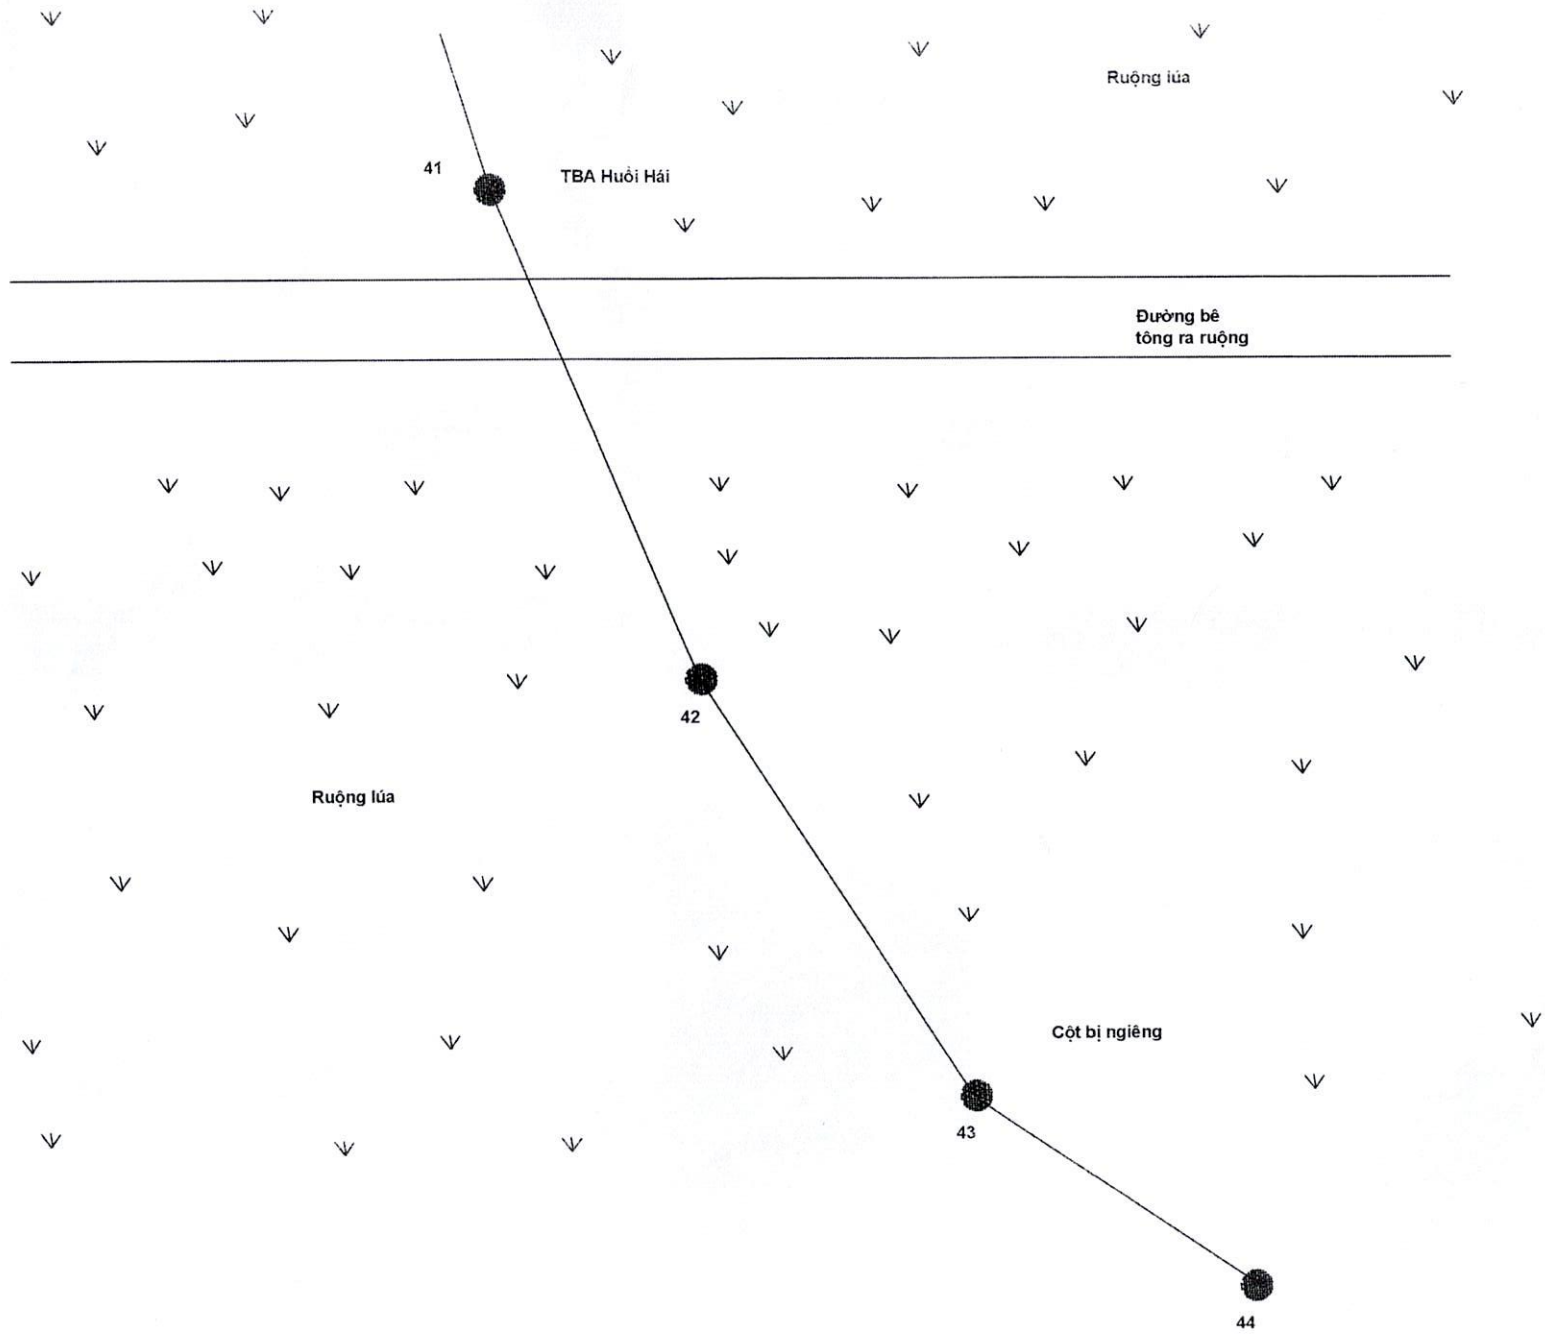 Ruộng lúa
41
TBA Huổi Hái
Đường bê
tông ra ruộng
42
Ruộng lúa
Cột bị ngiêng
43
44